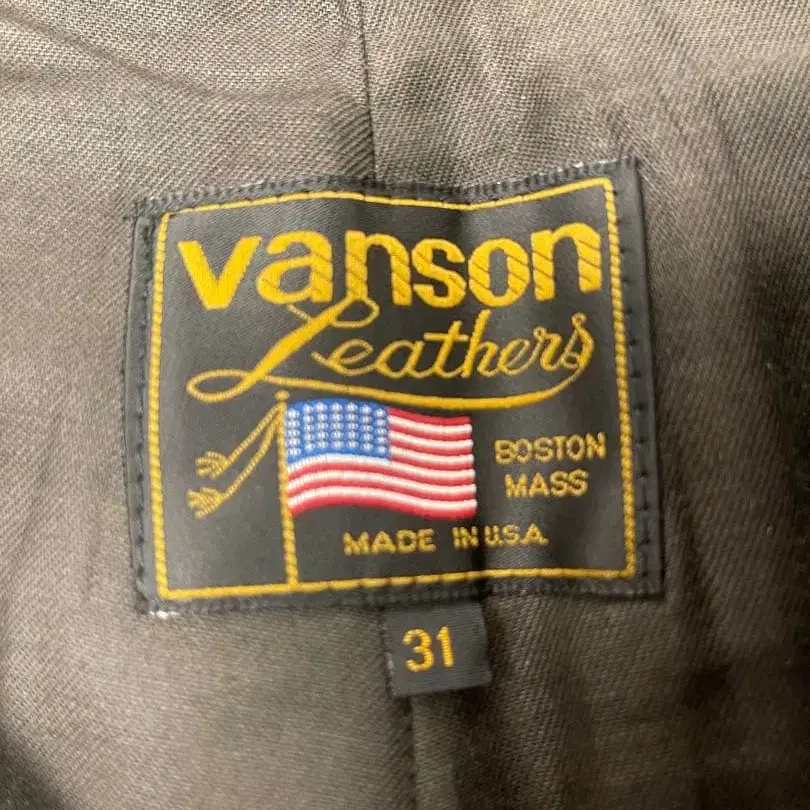 vanson
Leathers
BOSTON
MASS
MADE IN U.S.A.
31